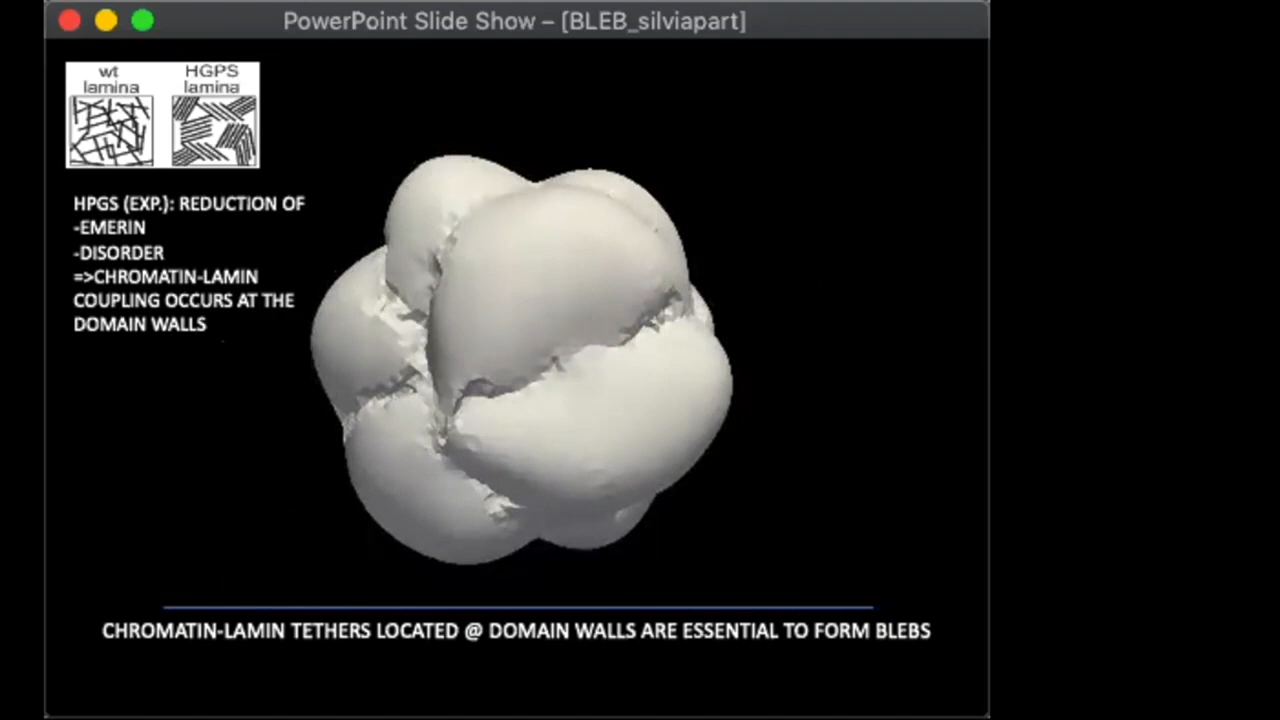 PowerPoint Slide Show – [BLEB_silviapart]
wt HGPS
lamina lamina
HPGS (EXP.): REDUCTION OF
-EMERIN
-DISORDER
=>CHROMATIN-LAMIN
COUPLING OCCURS AT THE
DOMAIN WALLS
CHROMATIN-LAMIN TETHERS LOCATED @ DOMAIN WALLS ARE ESSENTIAL TO FORM BLEBS